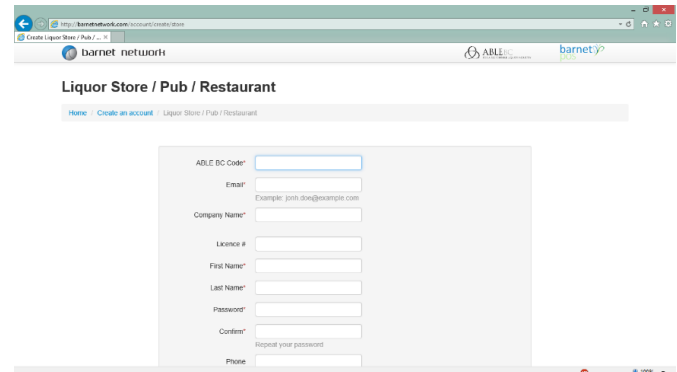 http://barnetnetwork.com/account/create/store
Create Liquor Store / Pub / ...
barnet network
ABLE BC
barnet pos
Liquor Store / Pub / Restaurant
Home / Create an account / Liquor Store / Pub / Restaurant
ABLE BC Code*
Email*
Example: jonh.doe@example.com
Company Name*
Licence #
First Name*
Last Name*
Password*
Confirm*
Repeat your password
Phone
100%